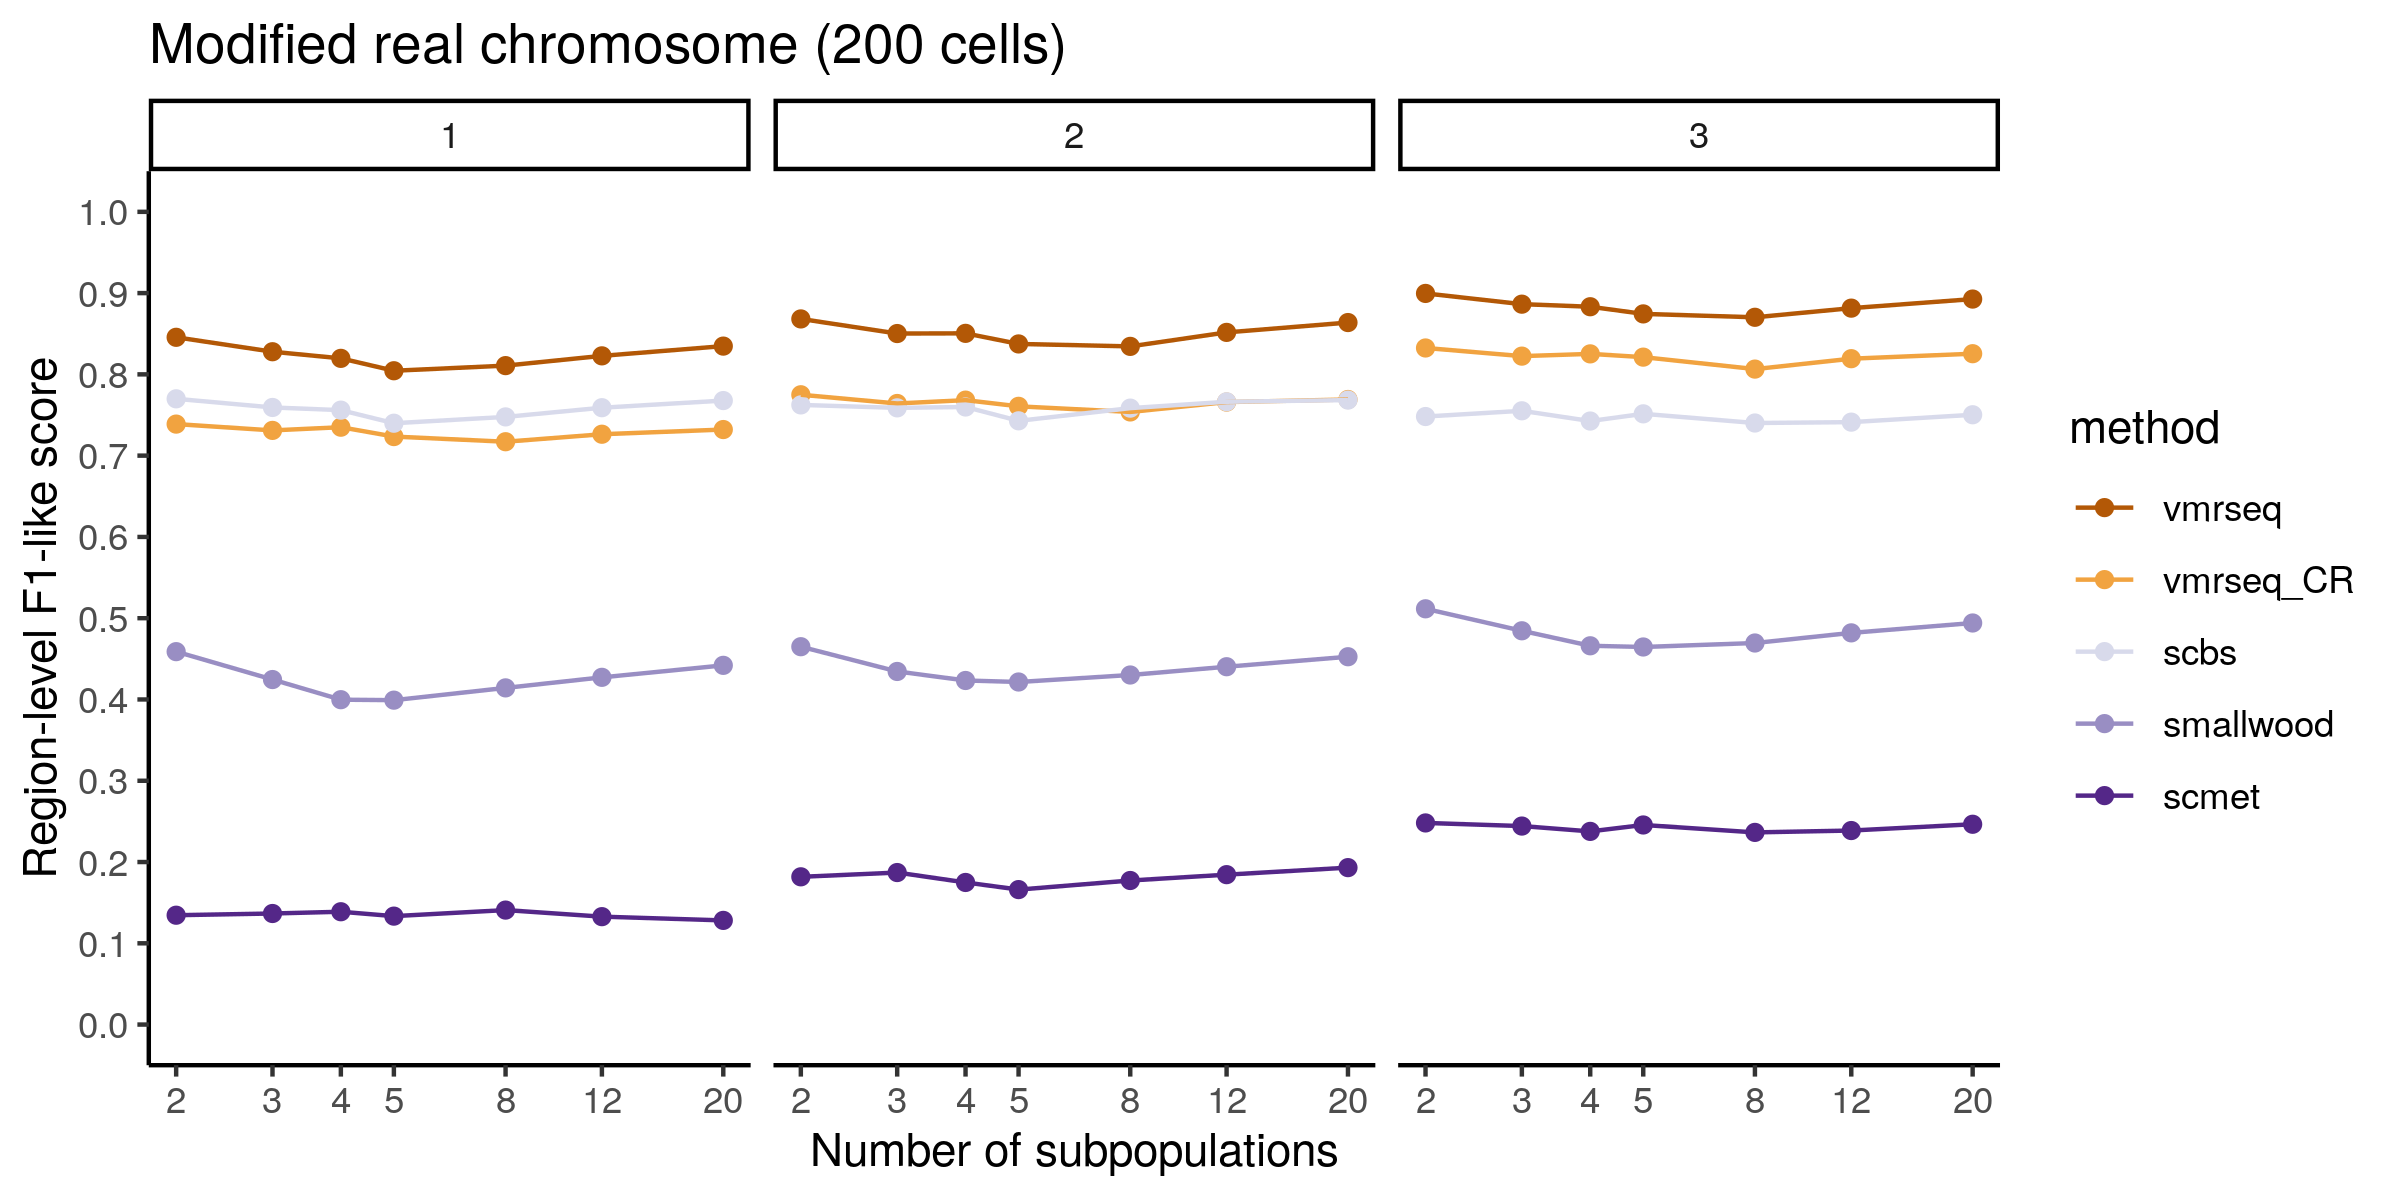 Modified real chromosome (200 cells)
1 2 3
Region-level F1-like score
1.0
0.9
0.8
0.7
0.6
0.5
0.4
0.3
0.2
0.1
0.0
2 3 4 5 8 12 20 2 3 4 5 8 12 20 2 3 4 5 8 12 20
Number of subpopulations
method
vmrseq
vmrseq_CR
scbs
smallwood
scmet